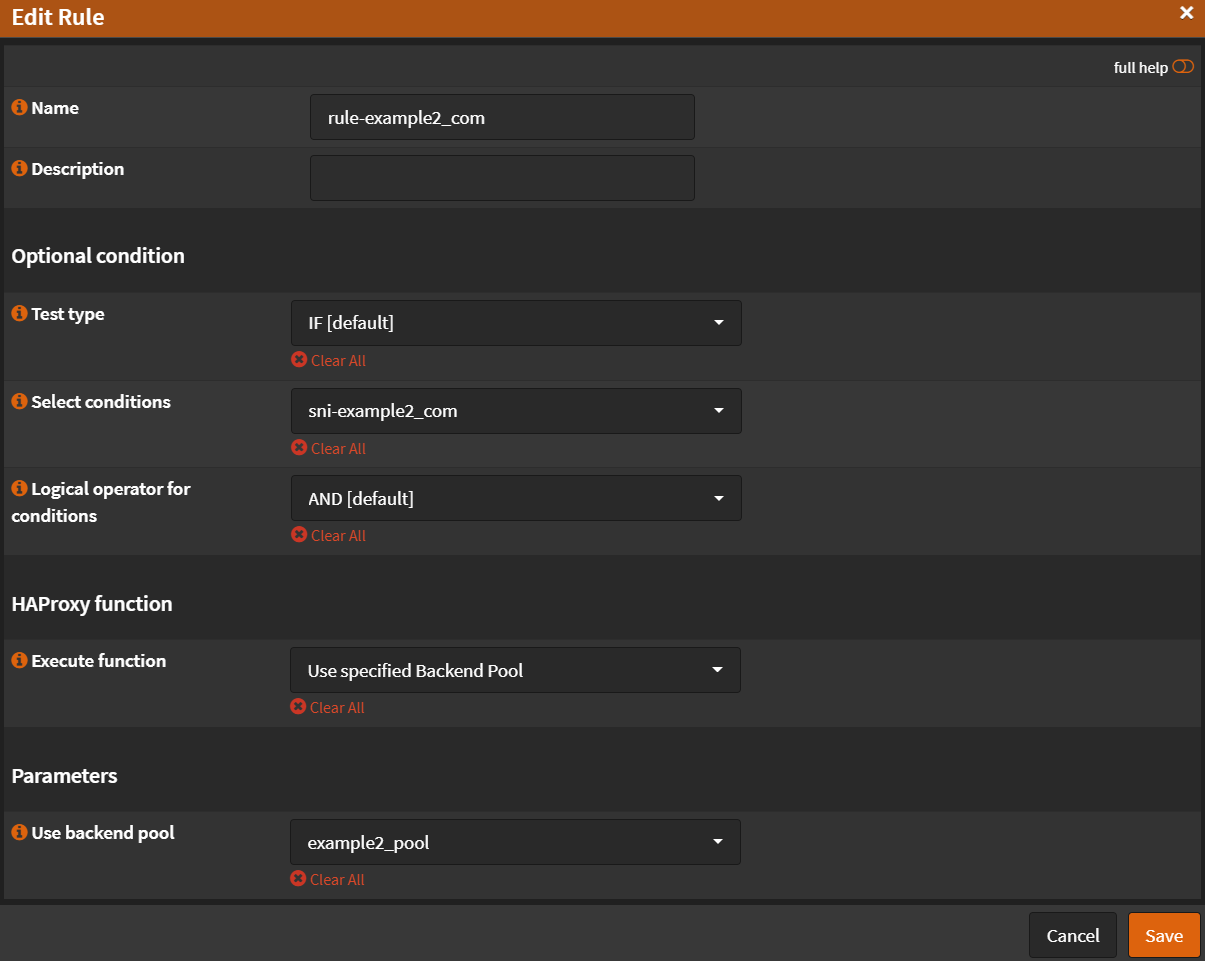 Edit Rule
full help
Name
rule-example2_com
Description
Optional condition
Test type
IF [default]
Clear All
Select conditions
sni-example2_com
Clear All
Logical operator for
conditions
AND [default]
Clear All
HAProxy function
Execute function
Use specified Backend Pool
Clear All
Parameters
Use backend pool
example2_pool
Clear All
Cancel
Save